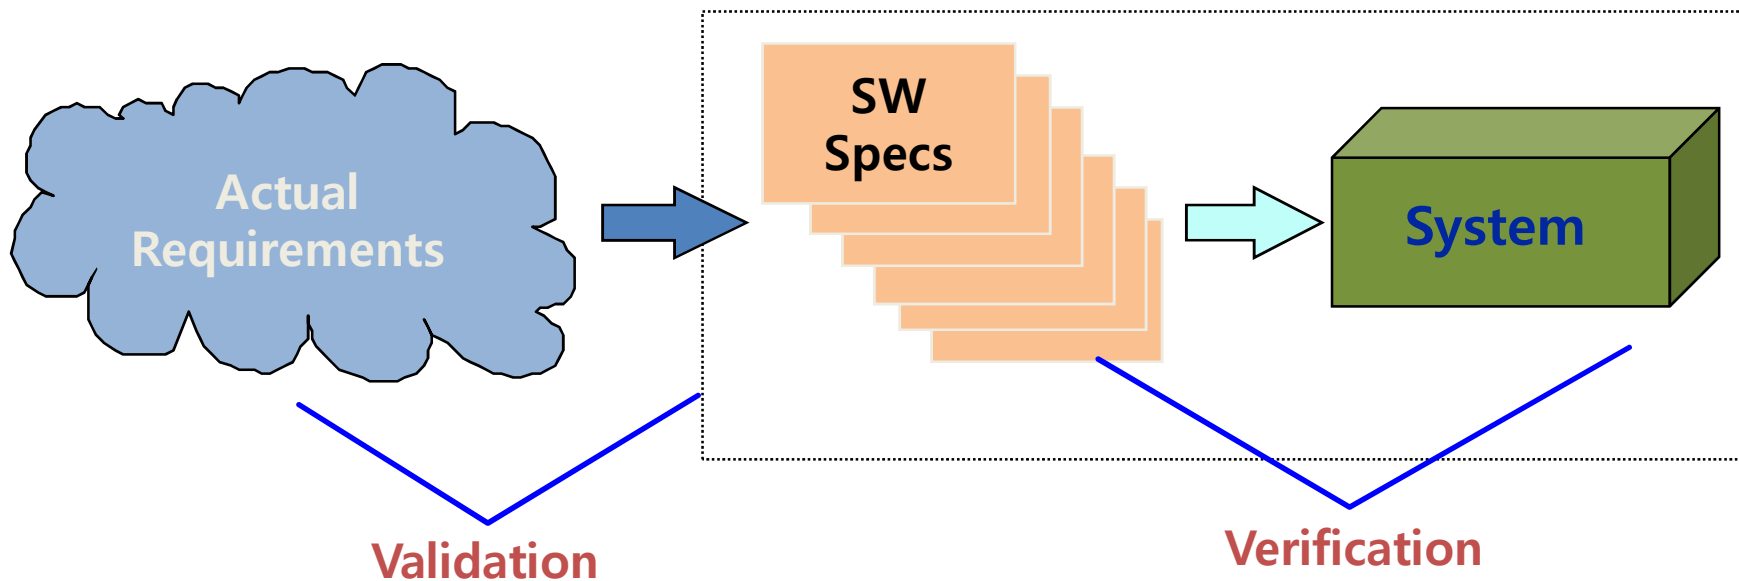 Actual
Requirements
SW
Specs
System
Validation
Verification